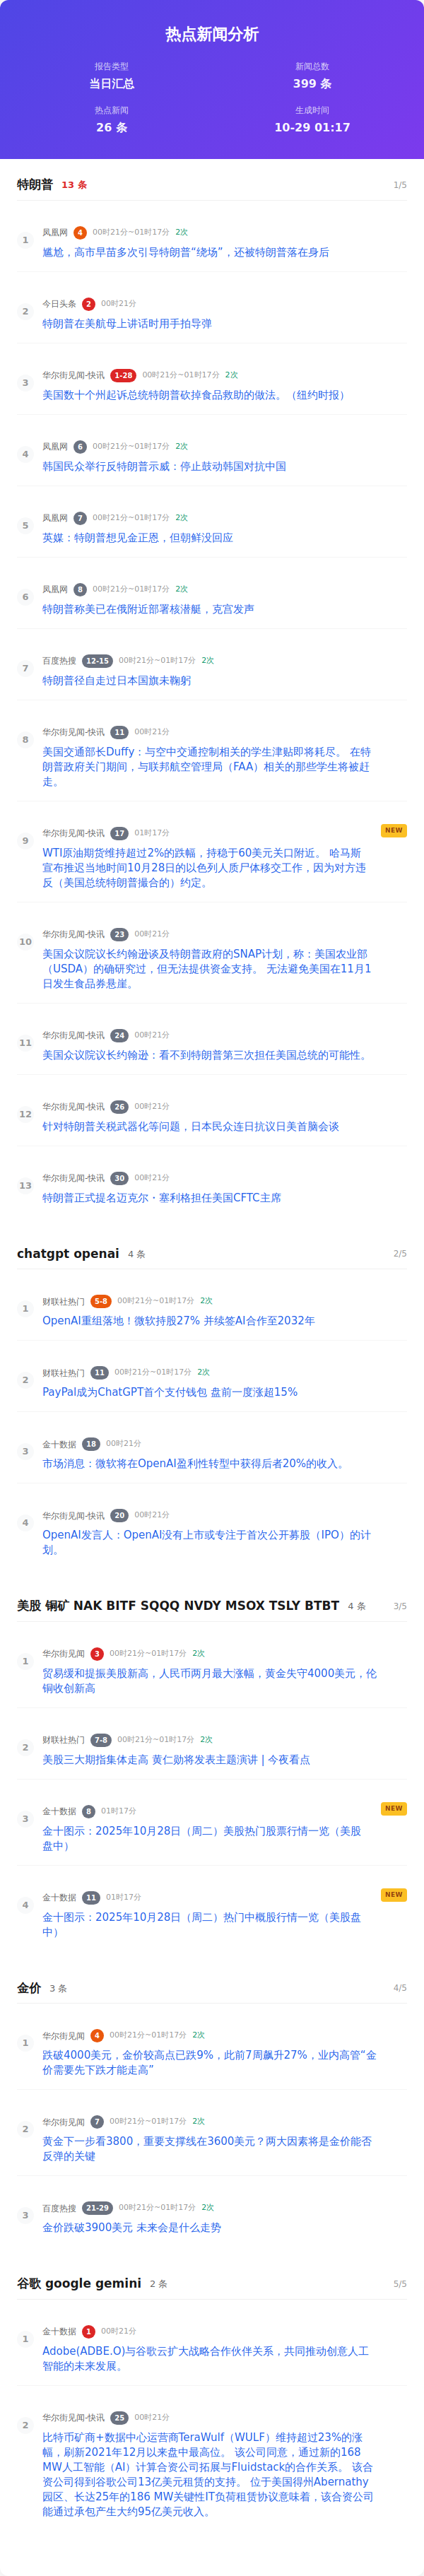 热点新闻分析
报告类型
当日汇总
新闻总数
399 条
热点新闻
26 条
生成时间
10-29 01:17
特朗普 13 条 1/5
1
凤凰网 4 00时21分~01时17分 2次
尴尬，高市早苗多次引导特朗普“绕场”，还被特朗普落在身后
2
今日头条 2 00时21分
特朗普在美航母上讲话时用手拍导弹
3
华尔街见闻-快讯 1-28 00时21分~01时17分 2次
美国数十个州起诉总统特朗普砍掉食品救助的做法。（纽约时报）
4
凤凰网 6 00时21分~01时17分 2次
韩国民众举行反特朗普示威：停止鼓动韩国对抗中国
5
凤凰网 7 00时21分~01时17分 2次
英媒：特朗普想见金正恩，但朝鲜没回应
6
凤凰网 8 00时21分~01时17分 2次
特朗普称美已在俄附近部署核潜艇，克宫发声
7
百度热搜 12-15 00时21分~01时17分 2次
特朗普径自走过日本国旗未鞠躬
8
华尔街见闻-快讯 11 00时21分
美国交通部长Duffy：与空中交通控制相关的学生津贴即将耗尽。 在特
朗普政府关门期间，与联邦航空管理局（FAA）相关的那些学生将被赶
走。
9
华尔街见闻-快讯 17 01时17分 NEW
WTI原油期货维持超过2%的跌幅，持稳于60美元关口附近。 哈马斯
宣布推迟当地时间10月28日的以色列人质尸体移交工作，因为对方违
反（美国总统特朗普撮合的）约定。
10
华尔街见闻-快讯 23 00时21分
美国众议院议长约翰逊谈及特朗普政府的SNAP计划，称：美国农业部
（USDA）的确研究过，但无法提供资金支持。 无法避免美国在11月1
日发生食品券悬崖。
11
华尔街见闻-快讯 24 00时21分
美国众议院议长约翰逊：看不到特朗普第三次担任美国总统的可能性。
12
华尔街见闻-快讯 26 00时21分
针对特朗普关税武器化等问题，日本民众连日抗议日美首脑会谈
13
华尔街见闻-快讯 30 00时21分
特朗普正式提名迈克尔·塞利格担任美国CFTC主席
chatgpt openai 4 条 2/5
1
财联社热门 5-8 00时21分~01时17分 2次
OpenAI重组落地！微软持股27% 并续签AI合作至2032年
2
财联社热门 11 00时21分~01时17分 2次
PayPal成为ChatGPT首个支付钱包 盘前一度涨超15%
3
金十数据 18 00时21分
市场消息：微软将在OpenAI盈利性转型中获得后者20%的收入。
4
华尔街见闻-快讯 20 00时21分
OpenAI发言人：OpenAI没有上市或专注于首次公开募股（IPO）的计
划。
美股 铜矿 NAK BITF SQQQ NVDY MSOX TSLY BTBT 4 条 3/5
1
华尔街见闻 3 00时21分~01时17分 2次
贸易缓和提振美股新高，人民币两月最大涨幅，黄金失守4000美元，伦
铜收创新高
2
财联社热门 7-8 00时21分~01时17分 2次
美股三大期指集体走高 黄仁勋将发表主题演讲 | 今夜看点
3
金十数据 8 01时17分 NEW
金十图示：2025年10月28日（周二）美股热门股票行情一览（美股
盘中）
4
金十数据 11 01时17分 NEW
金十图示：2025年10月28日（周二）热门中概股行情一览（美股盘
中）
金价 3 条 4/5
1
华尔街见闻 4 00时21分~01时17分 2次
跌破4000美元，金价较高点已跌9%，此前7周飙升27%，业内高管“金
价需要先下跌才能走高”
2
华尔街见闻 7 00时21分~01时17分 2次
黄金下一步看3800，重要支撑线在3600美元？两大因素将是金价能否
反弹的关键
3
百度热搜 21-29 00时21分~01时17分 2次
金价跌破3900美元 未来会是什么走势
谷歌 google gemini 2 条 5/5
1
金十数据 1 00时21分
Adobe(ADBE.O)与谷歌云扩大战略合作伙伴关系，共同推动创意人工
智能的未来发展。
2
华尔街见闻-快讯 25 00时21分
比特币矿商+数据中心运营商TeraWulf（WULF）维持超过23%的涨
幅，刷新2021年12月以来盘中最高位。 该公司同意，通过新的168
MW人工智能（AI）计算合资公司拓展与Fluidstack的合作关系。 该合
资公司得到谷歌公司13亿美元租赁的支持。 位于美国得州Abernathy
园区、长达25年的186 MW关键性IT负荷租赁协议意味着，该合资公司
能通过承包产生大约95亿美元收入。